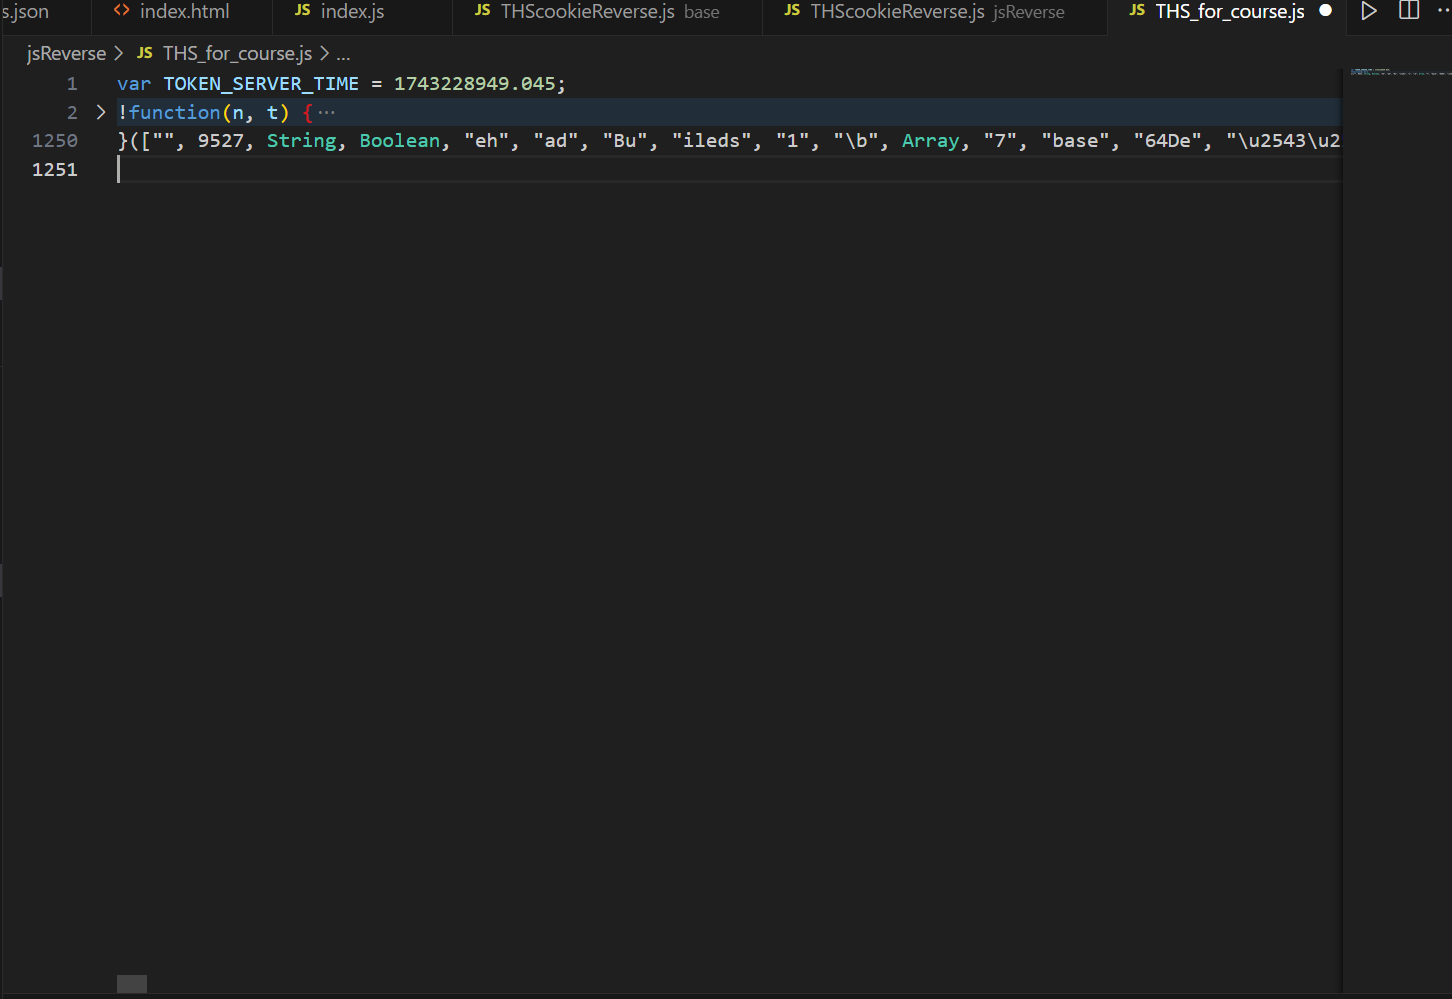 s.json <> index.html JS index.js JS THScookieReverse.js base JS THScookieReverse.js jsReverse JS THS_for_course.js
jsReverse > JS THS_for_course.js > ...
1 var TOKEN_SERVER_TIME = 1743228949.045;
2 !function(n, t) { ···
1250 }(["", 9527, String, Boolean, "eh", "ad", "Bu", "ileds", "1", "\b", Array, "7", "base", "64De", "\u2543\u2
1251